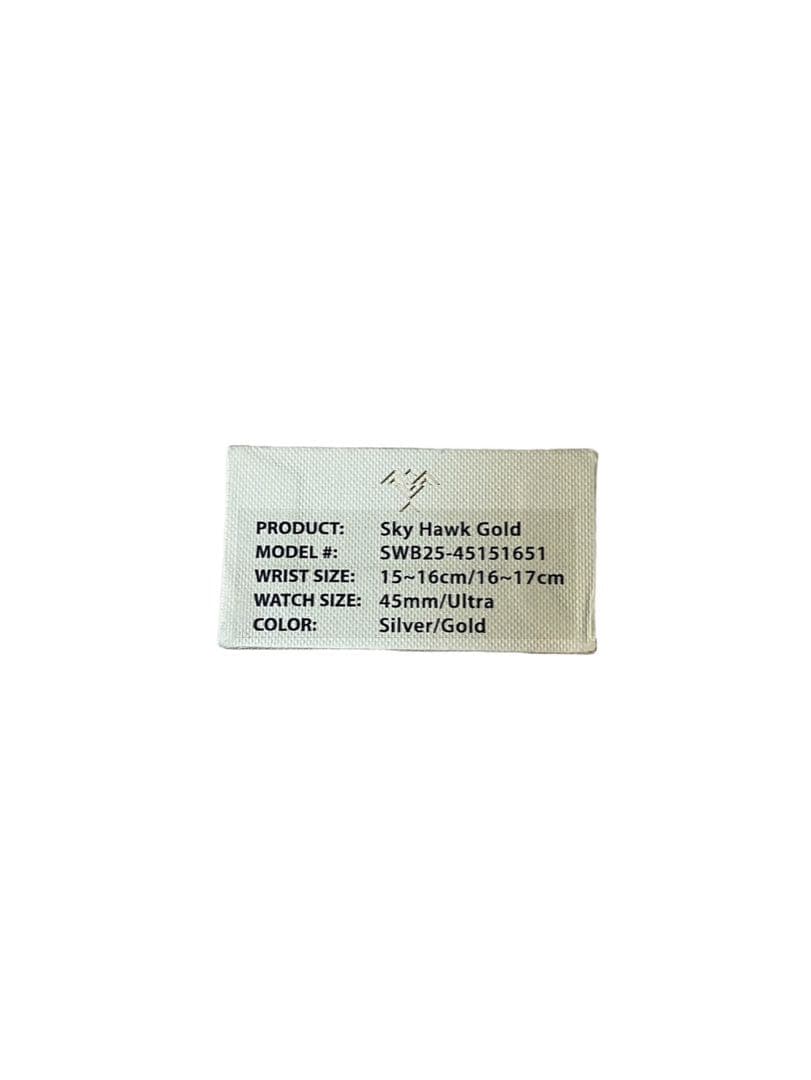 PRODUCT: Sky Hawk Gold
MODEL #: SWB25-45151651
WRIST SIZE: 15~16cm/16~17cm
WATCH SIZE: 45mm/Ultra
COLOR: Silver/Gold